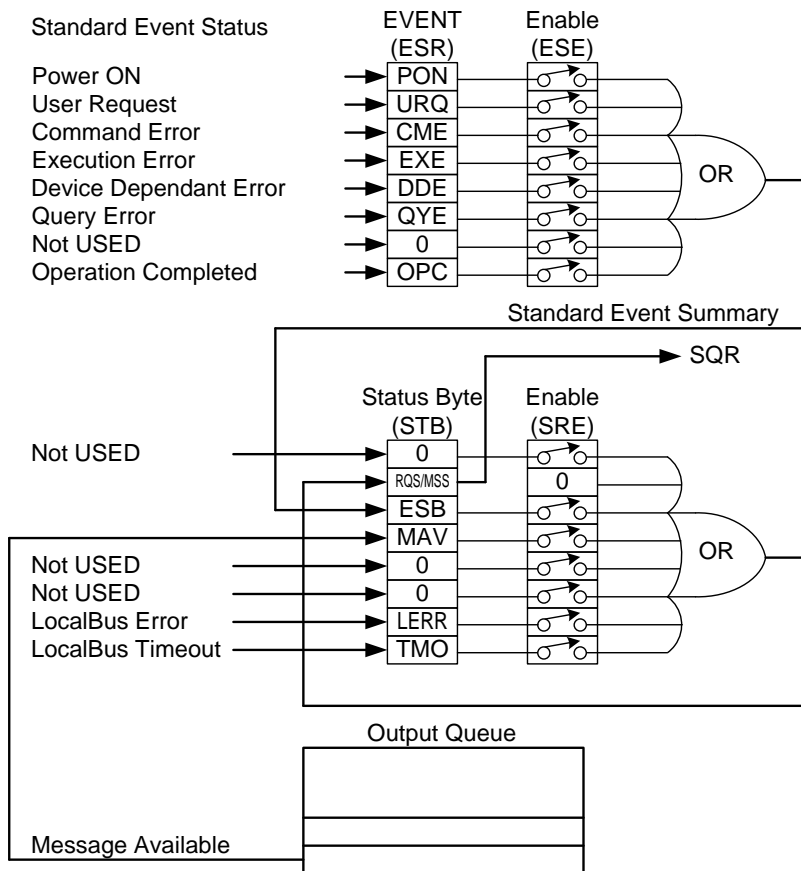 Standard Event Status EVENT Enable
(ESR) (ESE)
Power ON PON
User Request URQ
Command Error CME
Execution Error EXE
Device Dependant Error DDE OR
Query Error QYE
Not USED 0
Operation Completed OPC
Standard Event Summary
SQR
Status Byte Enable
(STB) (SRE)
Not USED 0
RQS/MSS 0
ESB
MAV
Not USED 0 OR
Not USED 0
LocalBus Error LERR
LocalBus Timeout TMO
Output Queue
Message Available